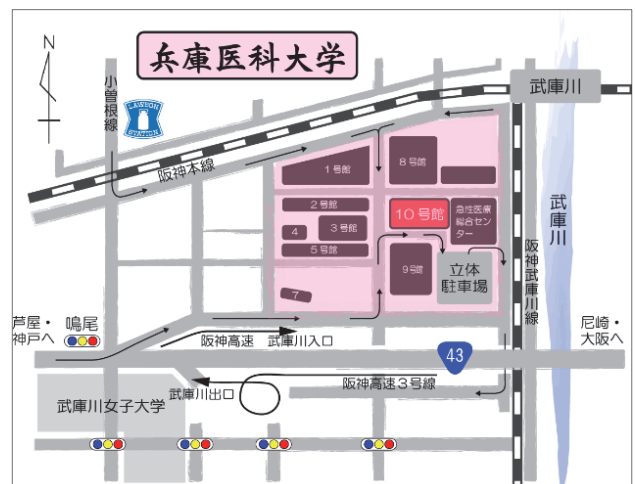 兵庫医科大学
N
小曽根線
LAWSON
STATION
武庫川
阪神本線
1号館
8号館
2号館
10号館
急性医療
総合セン
ター
4
3号館
5号館
9号館
立体
駐車場
7
武庫川
阪神武庫川線
芦屋・
神戸へ
鳴尾
阪神高速 武庫川入口
尼崎・
大阪へ
43
武庫川出口
阪神高速3号線
武庫川女子大学